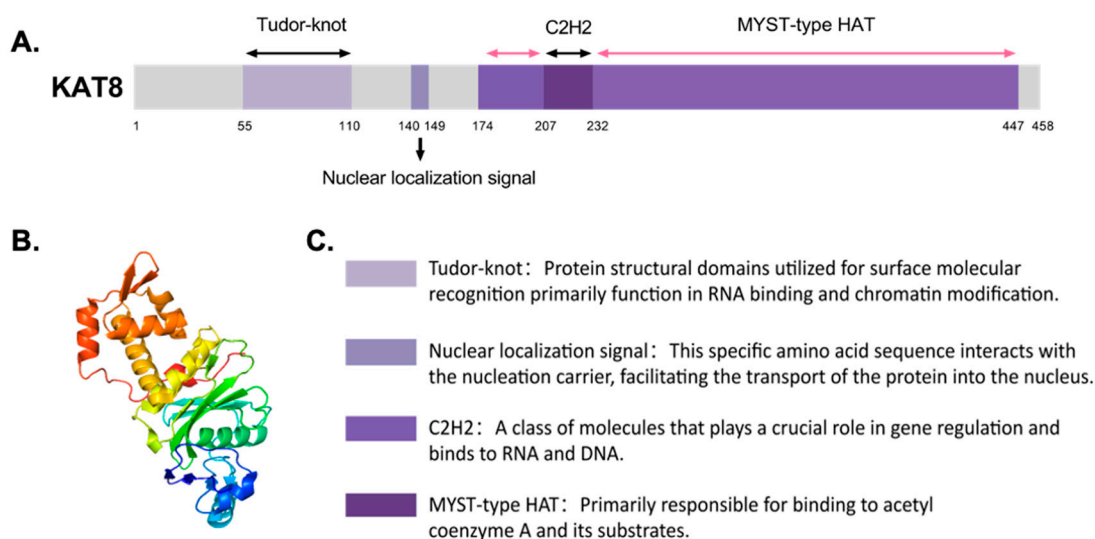 A.
Tudor-knot
C2H2
MYST-type HAT
KAT8
1 55 110 140 149 174 207 232 447 458
Nuclear localization signal
B.
C.
Tudor-knot：Protein structural domains utilized for surface molecular
recognition primarily function in RNA binding and chromatin modification.
Nuclear localization signal：This specific amino acid sequence interacts with
the nucleation carrier, facilitating the transport of the protein into the nucleus.
C2H2：A class of molecules that plays a crucial role in gene regulation and
binds to RNA and DNA.
MYST-type HAT：Primarily responsible for binding to acetyl
coenzyme A and its substrates.